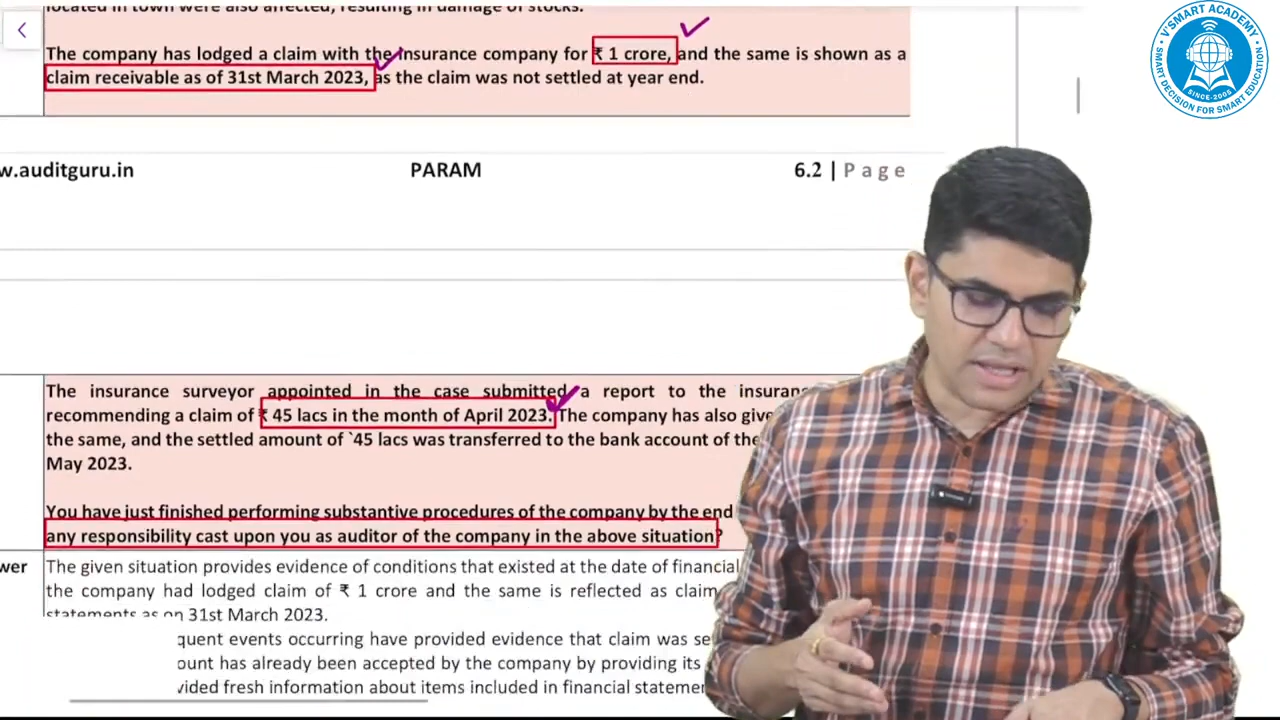 located in town were also affected, resulting in damage of stocks.
The company has lodged a claim with the insurance company for ₹ 1 crore, and the same is shown as a
claim receivable as of 31st March 2023, as the claim was not settled at year end.
w.auditguru.in PARAM 6.2 | Page
The insurance surveyor appointed in the case submitted a report to the
recommending a claim of ₹ 45 lacs in the month of April 2023. The company has also
the same, and the settled amount of `45 lacs was transferred to the bank account of the
May 2023.
You have just finished performing substantive procedures of the company by the end
any responsibility cast upon you as auditor of the company in the above situation?
wer The given situation provides evidence of conditions that existed at the date of financial
the company had lodged claim of ₹ 1 crore and the same is reflected as claim
statements as on 31st March 2023.
quent events occurring have provided evidence that claim was
ount has already been accepted by the company by providing its
vided fresh information about items included in financial
V'SMART ACADEMY
SINCE-2005
SMART DECISION FOR SMART EDUCATION